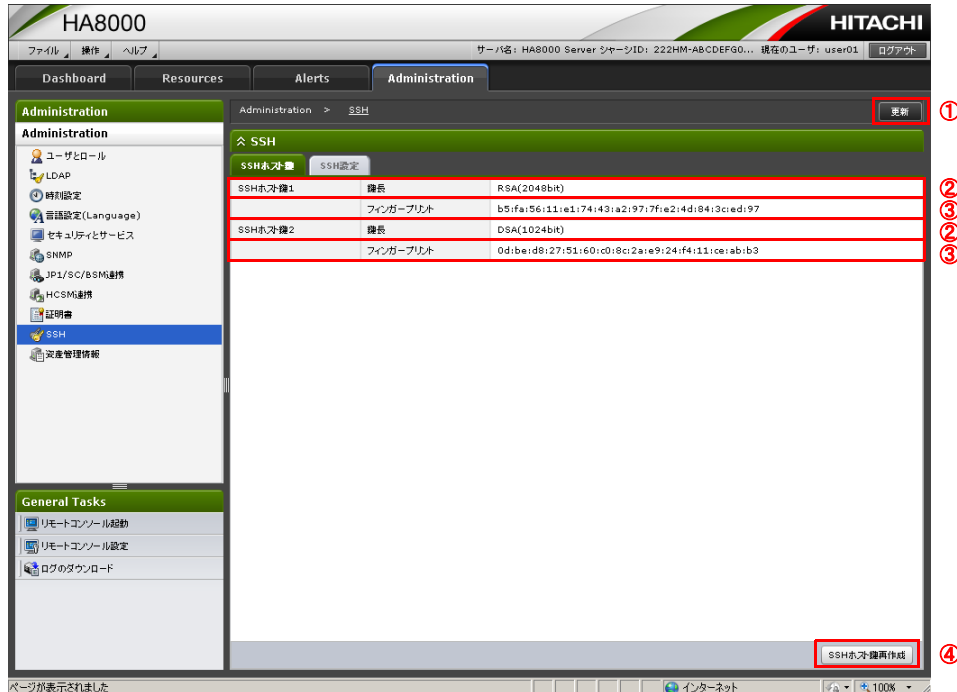 HA8000
HITACHI
ファイル 操作 ヘルプ サーバ名: HA8000 Server シャーシID: 222HM-ABCDEFG0... 現在のユーザ: user01 ログアウト
Dashboard Resources Alerts Administration
Administration
Administration
ユーザとロール
LDAP
時刻設定
言語設定(Language)
セキュリティとサービス
SNMP
JP1/SC/BSM連携
HCSM連携
証明書
SSH
資産管理情報
General Tasks
リモートコンソール起動
リモートコンソール設定
ログのダウンロード
Administration > SSH
更新 ①
SSH
SSHホスト鍵 SSH設定
SSHホスト鍵1 鍵長 RSA(2048bit) ②
フィンガープリント b5:fa:56:11:e1:74:43:a2:97:7f:e2:4d:84:3c:ed:97 ③
SSHホスト鍵2 鍵長 DSA(1024bit) ②
フィンガープリント 0d:be:d8:27:51:60:c0:8c:2a:e9:24:f4:11:ce:ab:b3 ③
SSHホスト鍵再作成 ④
ページが表示されました インターネット 100%